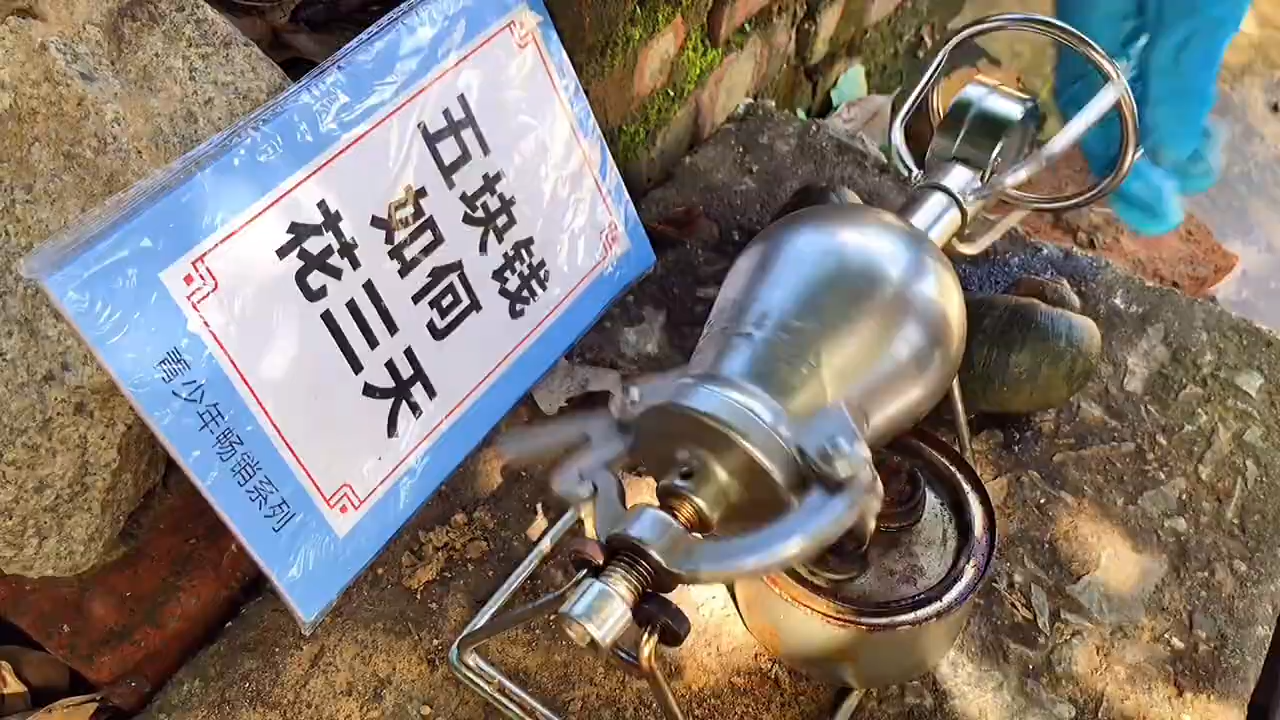 五块钱
如何
花三天
青少年畅销系列